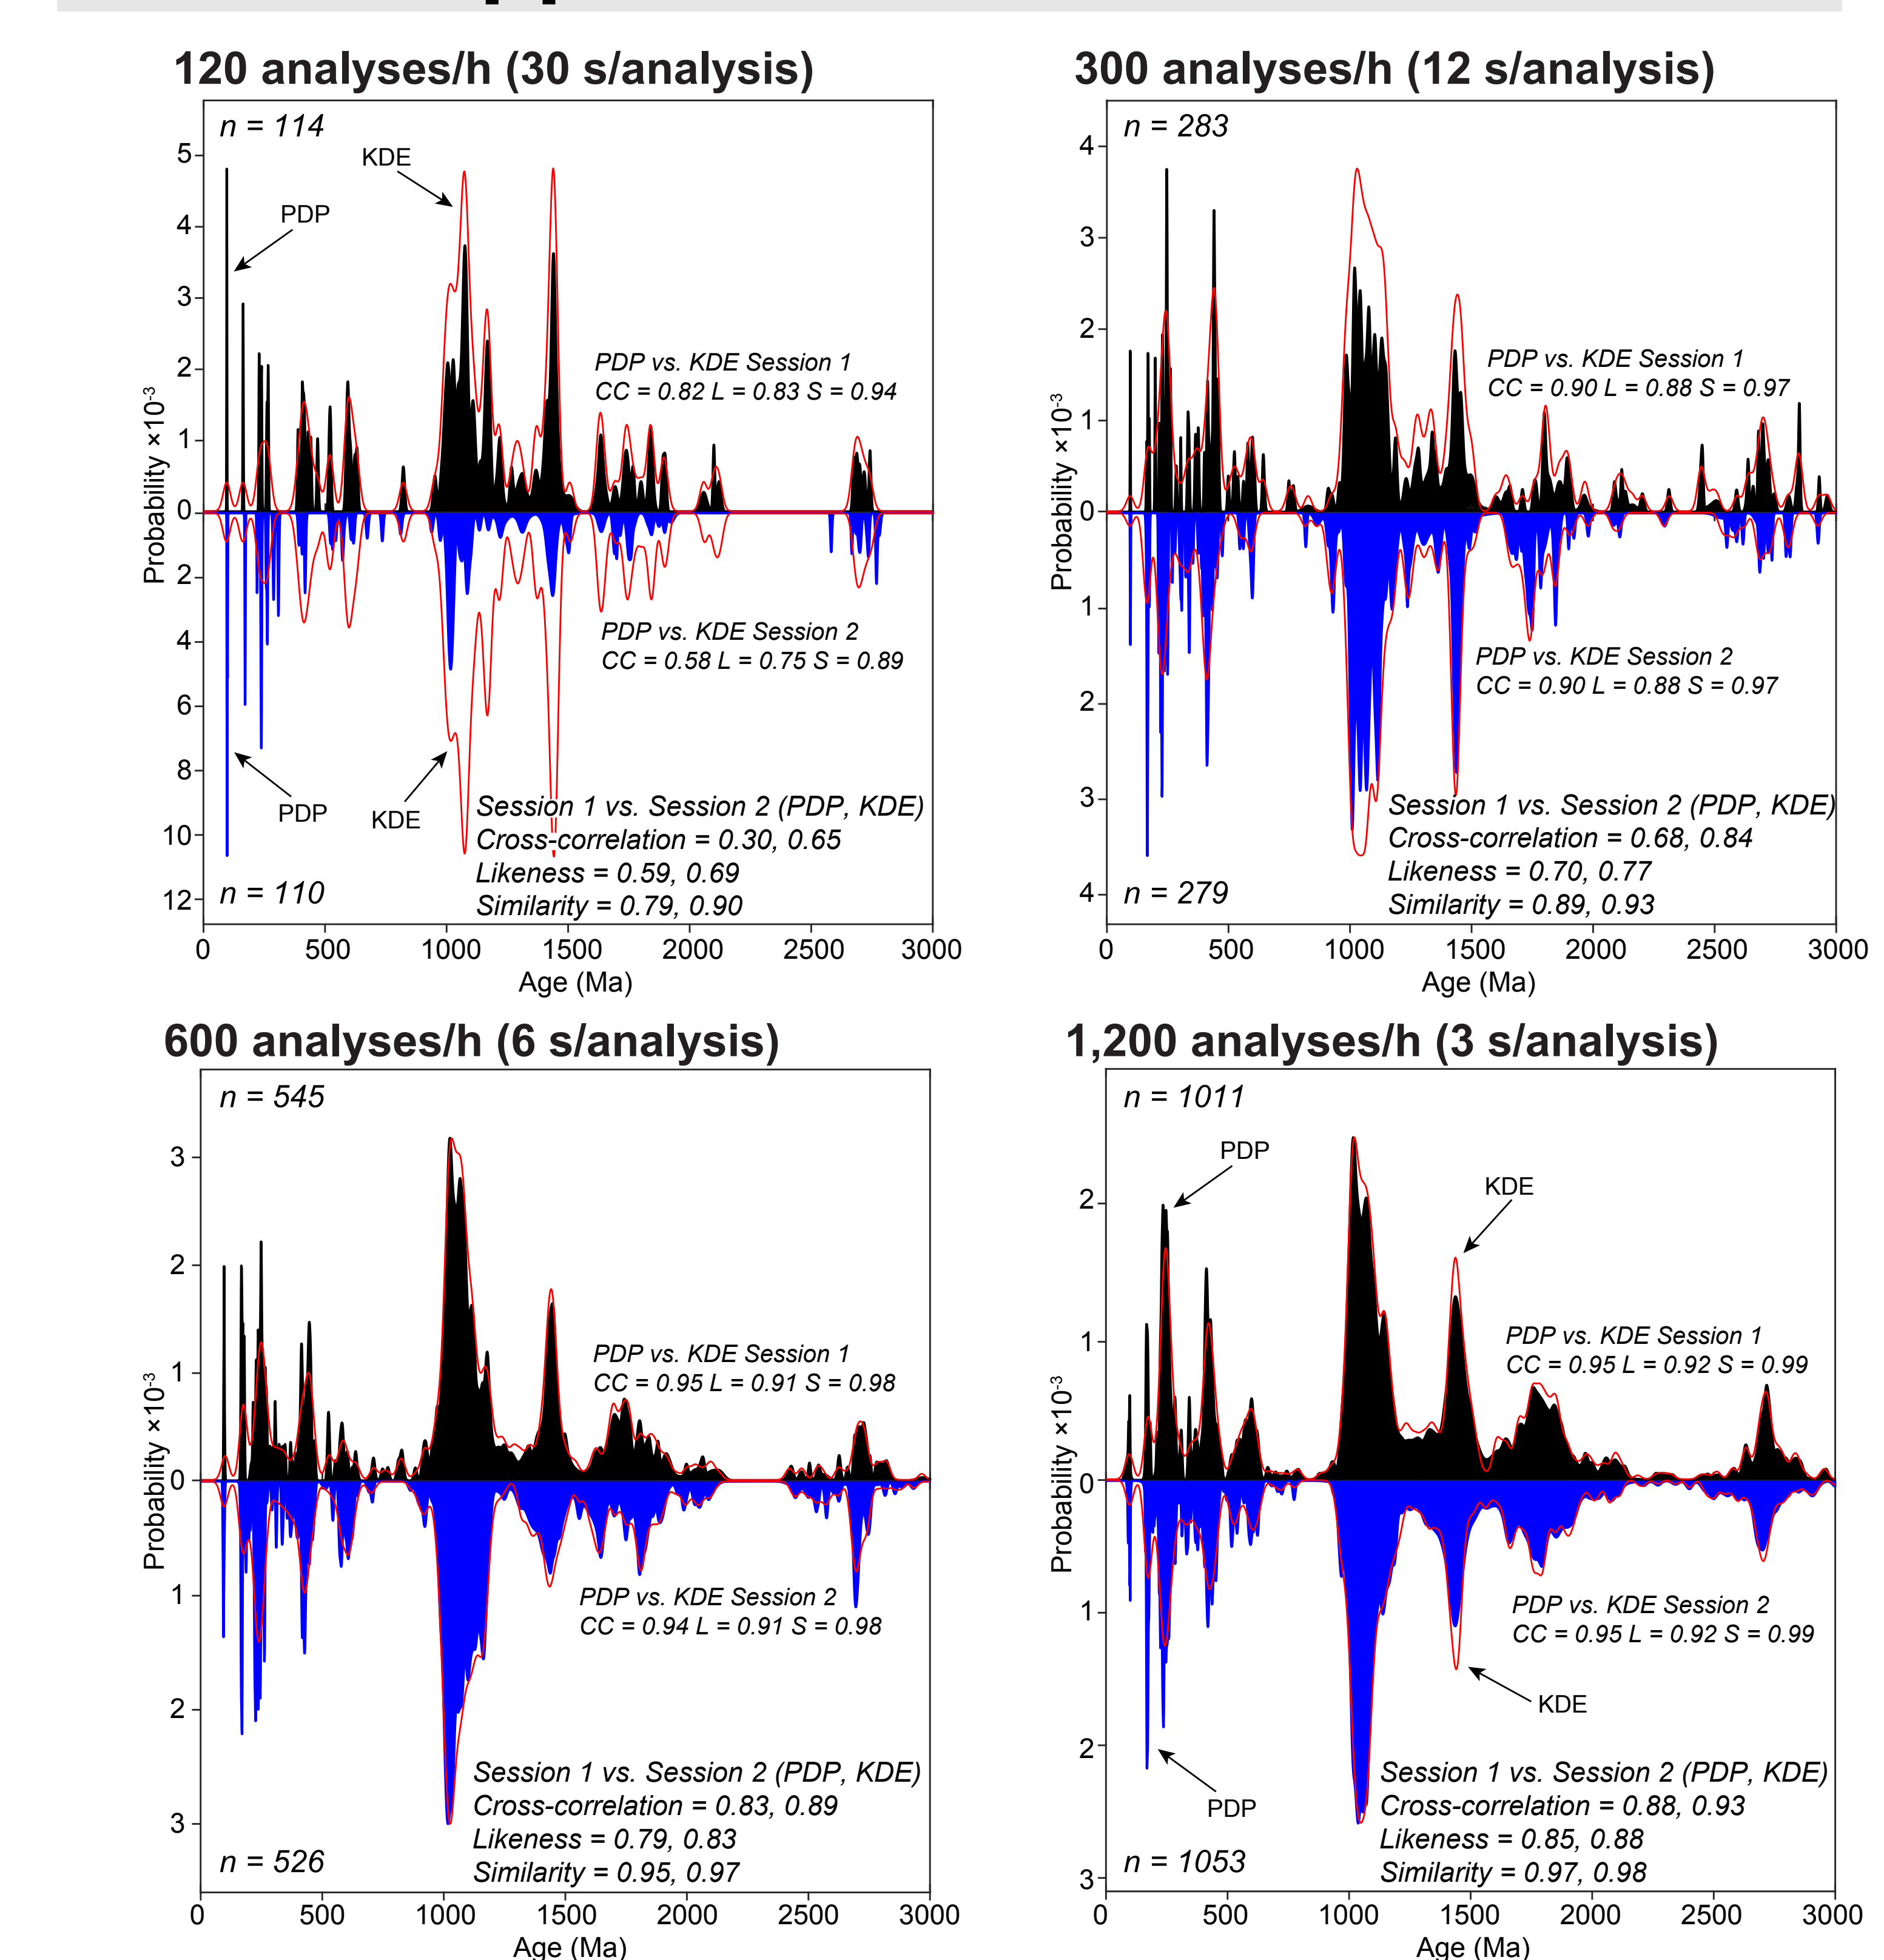 120 analyses/h (30 s/analysis)
n = 114
KDE
PDP
PDP vs. KDE Session 1
CC = 0.82 L = 0.83 S = 0.94
PDP vs. KDE Session 2
CC = 0.58 L = 0.75 S = 0.89
PDP
KDE
Session 1 vs. Session 2 (PDP, KDE)
Cross-correlation = 0.30, 0.65
Likeness = 0.59, 0.69
Similarity = 0.79, 0.90
n = 110
Probability ×10-3
5
4
3
2
1
0
2
4
6
8
10
12
0 500 1000 1500 2000 2500 3000
Age (Ma)
300 analyses/h (12 s/analysis)
n = 283
PDP vs. KDE Session 1
CC = 0.90 L = 0.88 S = 0.97
PDP vs. KDE Session 2
CC = 0.90 L = 0.88 S = 0.97
Session 1 vs. Session 2 (PDP, KDE)
Cross-correlation = 0.68, 0.84
Likeness = 0.70, 0.77
Similarity = 0.89, 0.93
n = 279
Probability ×10-3
4
3
2
1
0
1
2
3
4
0 500 1000 1500 2000 2500 3000
Age (Ma)
600 analyses/h (6 s/analysis)
n = 545
PDP vs. KDE Session 1
CC = 0.95 L = 0.91 S = 0.98
PDP vs. KDE Session 2
CC = 0.94 L = 0.91 S = 0.98
Session 1 vs. Session 2 (PDP, KDE)
Cross-correlation = 0.83, 0.89
Likeness = 0.79, 0.83
Similarity = 0.95, 0.97
n = 526
Probability ×10-3
3
2
1
0
1
2
3
0 500 1000 1500 2000 2500 3000
Age (Ma)
1,200 analyses/h (3 s/analysis)
n = 1011
PDP
KDE
PDP vs. KDE Session 1
CC = 0.95 L = 0.92 S = 0.99
PDP vs. KDE Session 2
CC = 0.95 L = 0.92 S = 0.99
KDE
PDP
Session 1 vs. Session 2 (PDP, KDE)
Cross-correlation = 0.88, 0.93
Likeness = 0.85, 0.88
Similarity = 0.97, 0.98
n = 1053
Probability ×10-3
2
1
0
1
2
3
0 500 1000 1500 2000 2500 3000
Age (Ma)